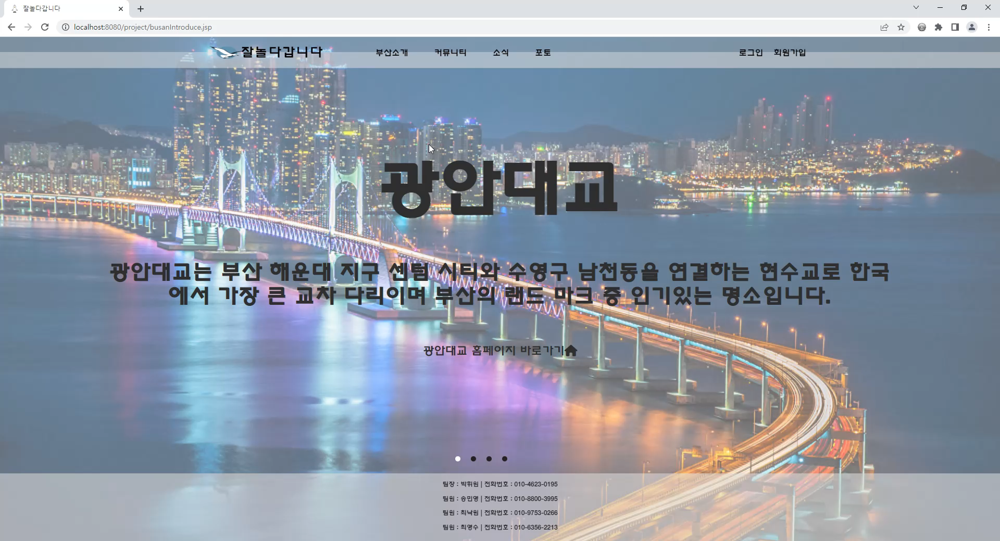 잘놀다갑니다
localhost:8080/project/busanIntroduce.jsp
잘놀다갑니다 부산소개 커뮤니티 소식 포토 로그인 회원가입
광안대교
광안대교는 부산 해운대 지구 센텀 시티와 수영구 남천동을 연결하는 현수교로 한국
에서 가장 큰 교차 다리이며 부산의 랜드 마크 중 인기있는 명소입니다.
광안대교 홈페이지 바로가기
팀장 : 박휘원 | 전화번호 : 010-4623-0195
팀원 : 송민영 | 전화번호 : 010-8800-3995
팀원 : 최낙원 | 전화번호 : 010-9753-0266
팀원 : 최영수 | 전화번호 : 010-6356-2213